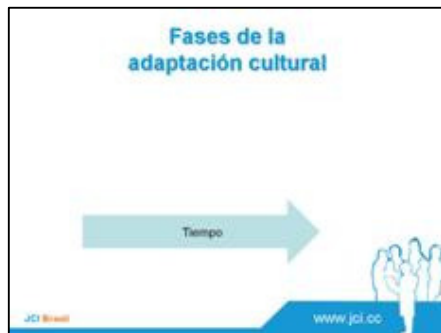 Fases de la
adaptación cultural
Tiempo
JCI Brasil
www.jci.cc